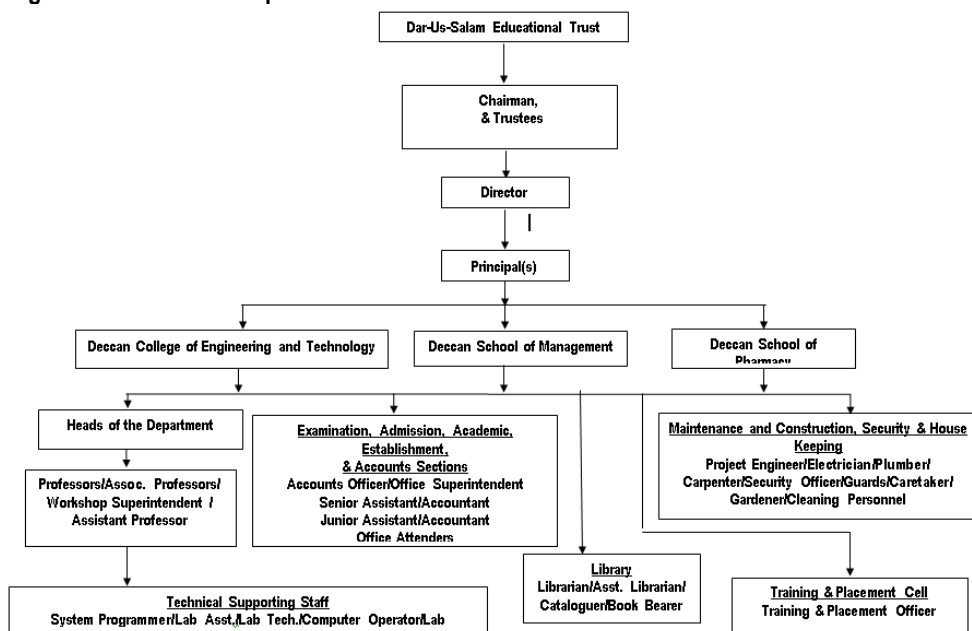 Dar-Us-Salam Educational Trust
Chairman,
& Trustees
Director
Principal(s)
Deccan College of Engineering and Technology
Deccan School of Management
Deccan School of
Pharmacy
Heads of the Department
Examination, Admission, Academic,
Establishment,
& Accounts Sections
Accounts Officer/Office Superintendent
Senior Assistant/Accountant
Junior Assistant/Accountant
Office Attenders
Maintenance and Construction, Security & House
Keeping
Project Engineer/Electrician/Plumber/
Carpenter/Security Officer/Guards/Caretaker/
Gardener/Cleaning Personnel
Professors/Assoc. Professors/
Workshop Superintendent /
Assistant Professor
Library
Librarian/Asst. Librarian/
Cataloguer/Book Bearer
Training & Placement Cell
Training & Placement Officer
Technical Supporting Staff
System Programmer/Lab Asst./Lab Tech./Computer Operator/Lab